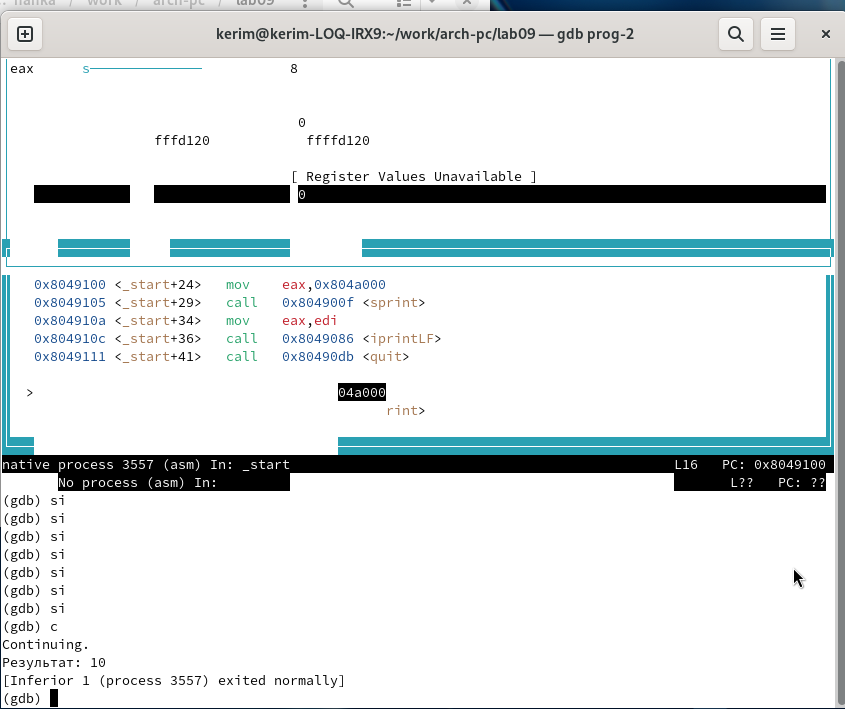 work / arch-pc / lab09
kerim@kerim-LOQ-IRX9:~/work/arch-pc/lab09 — gdb prog-2
eax s 8
0
fffd120 ffffd120
[ Register Values Unavailable ]
0
0x8049100 <_start+24> mov eax,0x804a000
0x8049105 <_start+29> call 0x804900f <sprint>
0x804910a <_start+34> mov eax,edi
0x804910c <_start+36> call 0x8049086 <iprintLF>
0x8049111 <_start+41> call 0x80490db <quit>
> 04a000
rint>
native process 3557 (asm) In: _start L16 PC: 0x8049100
No process (asm) In: L?? PC: ??
(gdb) si
(gdb) si
(gdb) si
(gdb) si
(gdb) si
(gdb) si
(gdb) si
(gdb) c
Continuing.
Результат: 10
[Inferior 1 (process 3557) exited normally]
(gdb)